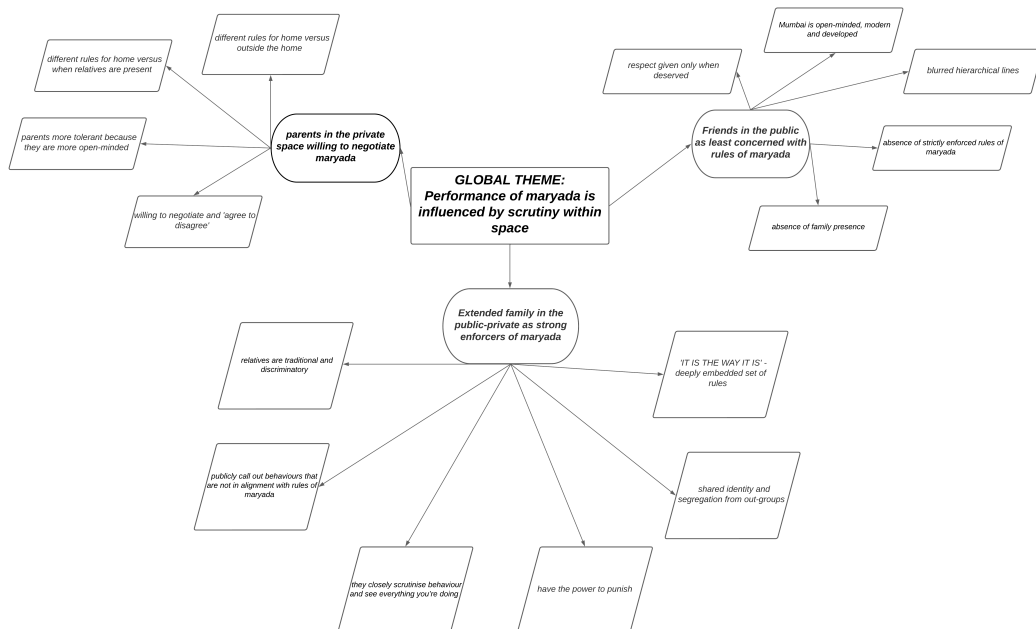 different rules for home versus
outside the home
different rules for home versus
when relatives are present
parents more tolerant because
they are more open-minded
willing to negotiate and 'agree to
disagree'
parents in the private
space willing to negotiate
maryada
GLOBAL THEME:
Performance of maryada is
influenced by scrutiny within
space
Mumbai is open-minded, modern
and developed
respect given only when
deserved
blurred hierarchical lines
Friends in the public
as least concerned with
rules of maryada
absence of strictly enforced rules of
maryada
absence of family presence
Extended family in the
public-private as strong
enforcers of maryada
relatives are traditional and
discriminatory
publicly call out behaviours that
are not in alignment with rules of
maryada
they closely scrutinise behaviour
and see everything you're doing
have the power to punish
shared identity and
segregation from out-groups
'IT IS THE WAY IT IS' -
deeply embedded set of
rules